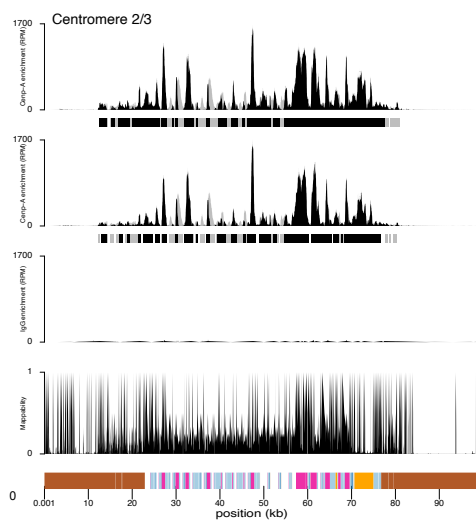 Centromere 2/3
1700
Cenp-A enrichment (RPM)
0
1700
Cenp-A enrichment (RPM)
0
1700
IgG enrichment (RPM)
0
1
Mappability
0
0
0.001 10 20 30 40 50 60 70 80 90
position (kb)